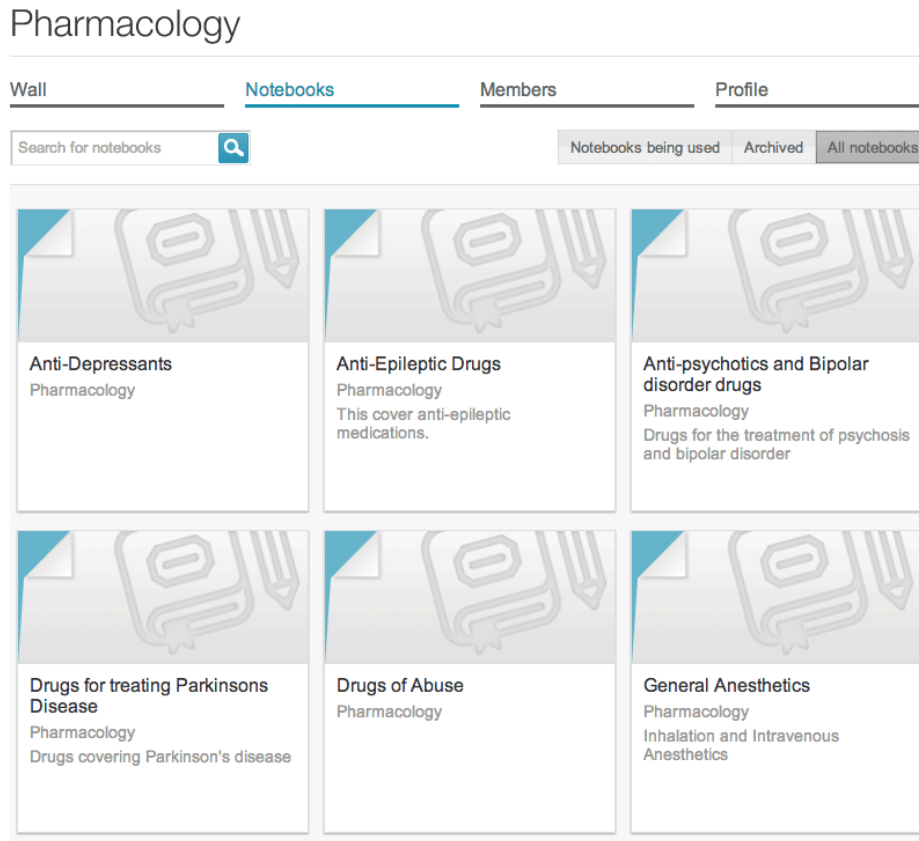 Pharmacology
Wall
Notebooks
Members
Profile
Search for notebooks
Notebooks being used
Archived
All notebooks
Anti-Depressants
Pharmacology
Anti-Epileptic Drugs
Pharmacology
This cover anti-epileptic
medications.
Anti-psychotics and Bipolar
disorder drugs
Pharmacology
Drugs for the treatment of psychosis
and bipolar disorder
Drugs for treating Parkinsons
Disease
Pharmacology
Drugs covering Parkinson's disease
Drugs of Abuse
Pharmacology
General Anesthetics
Pharmacology
Inhalation and Intravenous
Anesthetics